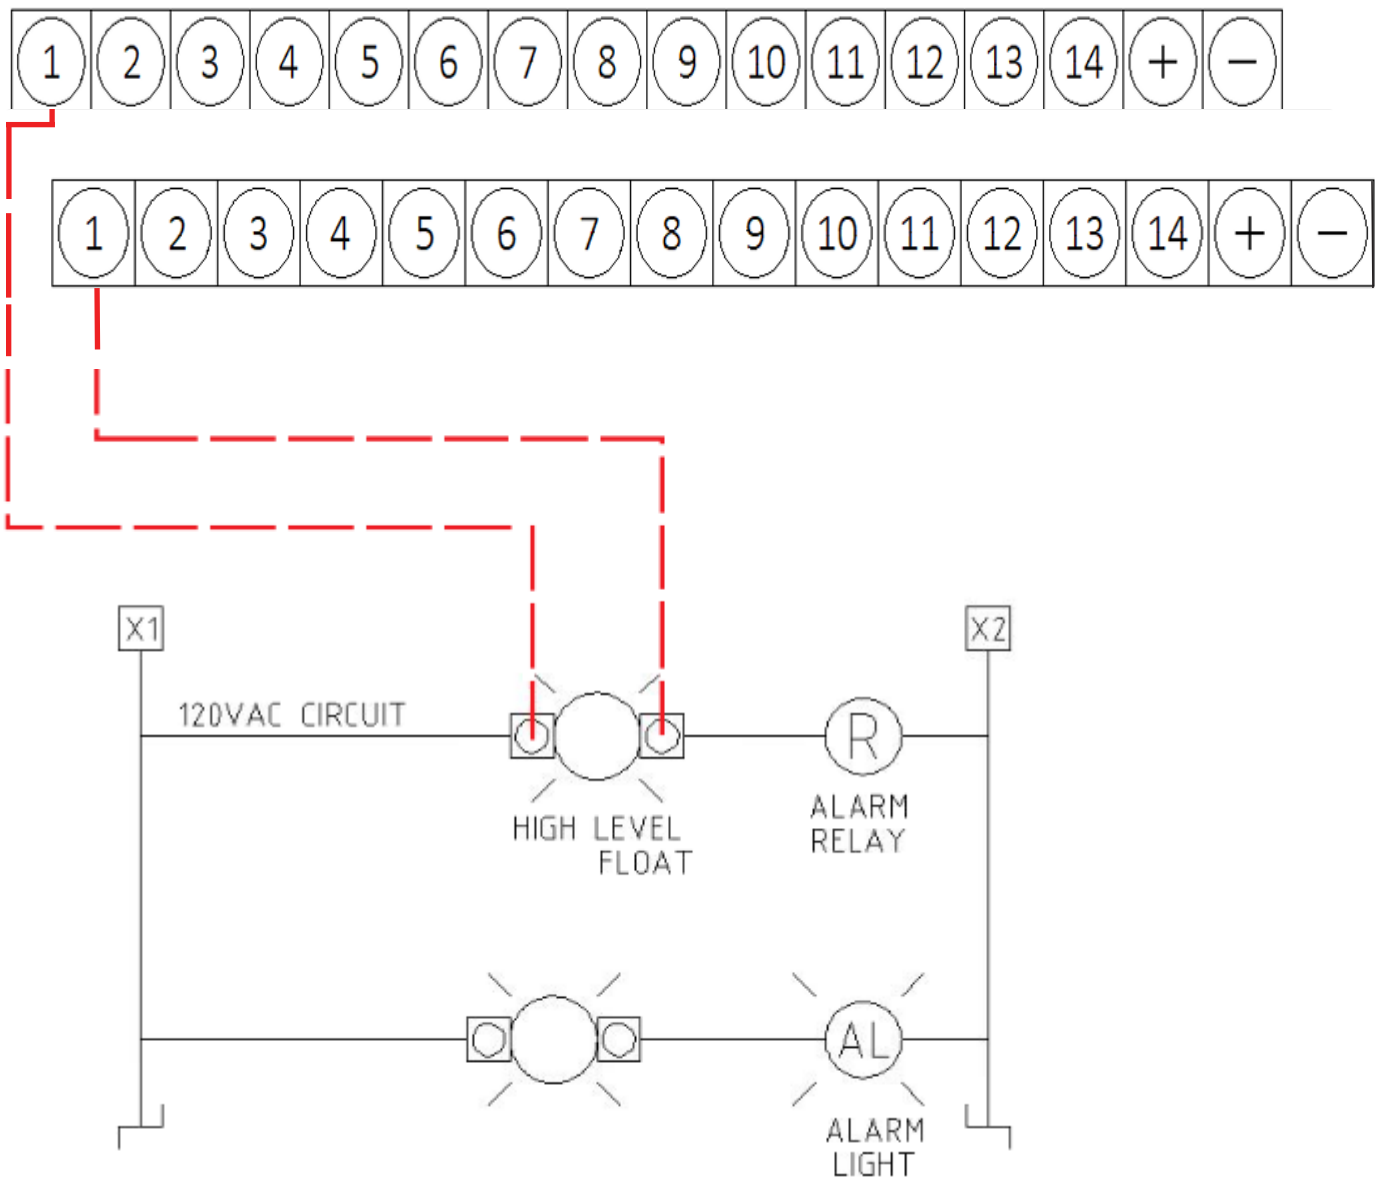 1 2 3 4 5 6 7 8 9 10 11 12 13 14 + −
1 2 3 4 5 6 7 8 9 10 11 12 13 14 + −
X1 X2
120VAC CIRCUIT
R
HIGH LEVEL
FLOAT
ALARM
RELAY
AL
ALARM
LIGHT